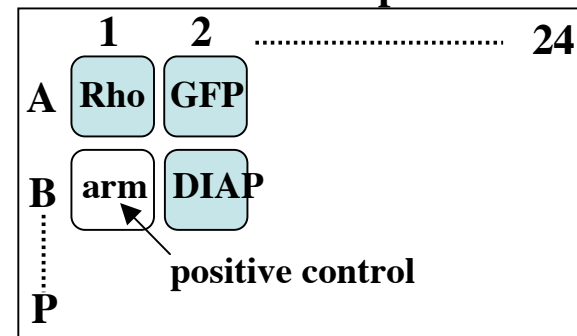 1 2 24
A Rho GFP
B arm DIAP
positive control
P